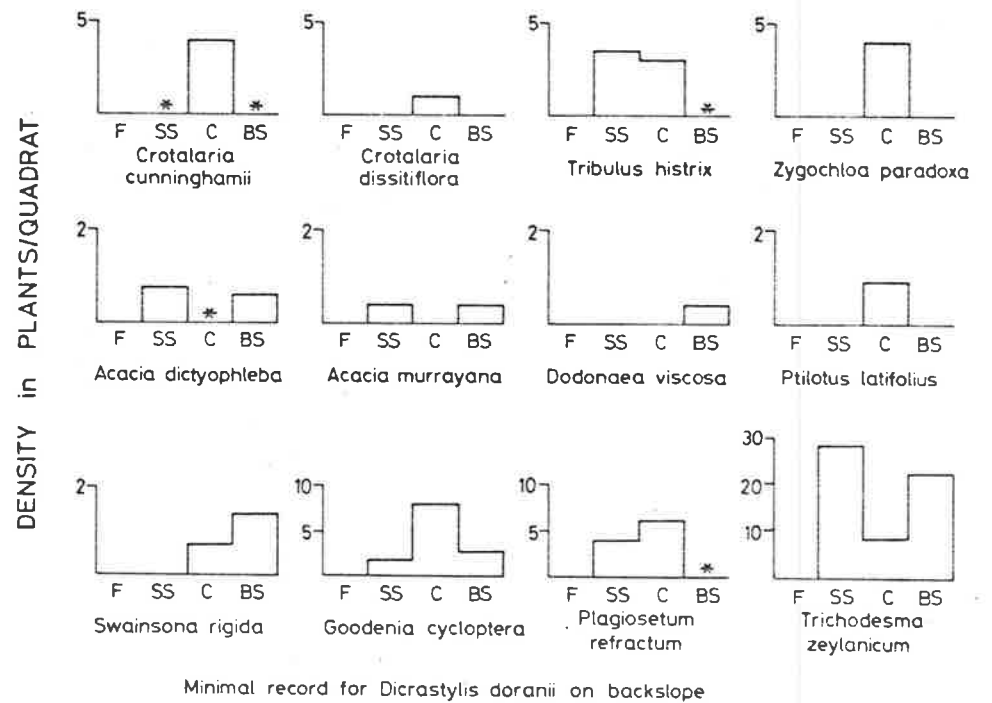 DENSITY in PLANTS/QUADRAT
5
F SS * C BS *
Crotalaria
cunninghamii
5
F SS C BS
Crotalaria
dissitiflora
5
F SS C BS *
Tribulus histrix
5
F SS C BS
Zygochloa paradoxa
2
F SS C * BS
Acacia dictyophleba
2
F SS C BS
Acacia murrayana
2
F SS C BS
Dodonaea viscosa
2
F SS C BS
Ptilotus latifolius
2
F SS C BS
Swainsona rigida
10
5
F SS C BS
Goodenia cycloptera
10
5
F SS C BS *
Plagiosetum
refractum
30
20
10
F SS C BS
Trichodesma
zeylanicum
Minimal record for Dicrastylis doranii on backslope